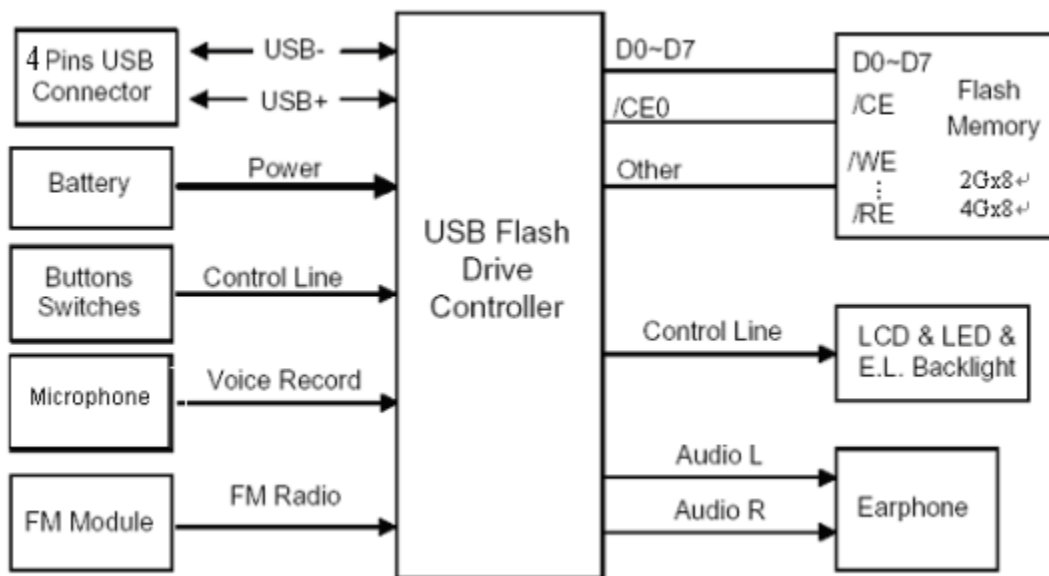 4 Pins USB
Connector
USB-
USB+
Battery
Power
Buttons
Switches
Control Line
Microphone
Voice Record
FM Module
FM Radio
USB Flash
Drive
Controller
D0~D7
/CE0
Other
D0~D7
/CE
/WE
⋮
/RE
Flash
Memory
2Gx8↵
4Gx8↵
Control Line
LCD & LED &
E.L. Backlight
Audio L
Audio R
Earphone